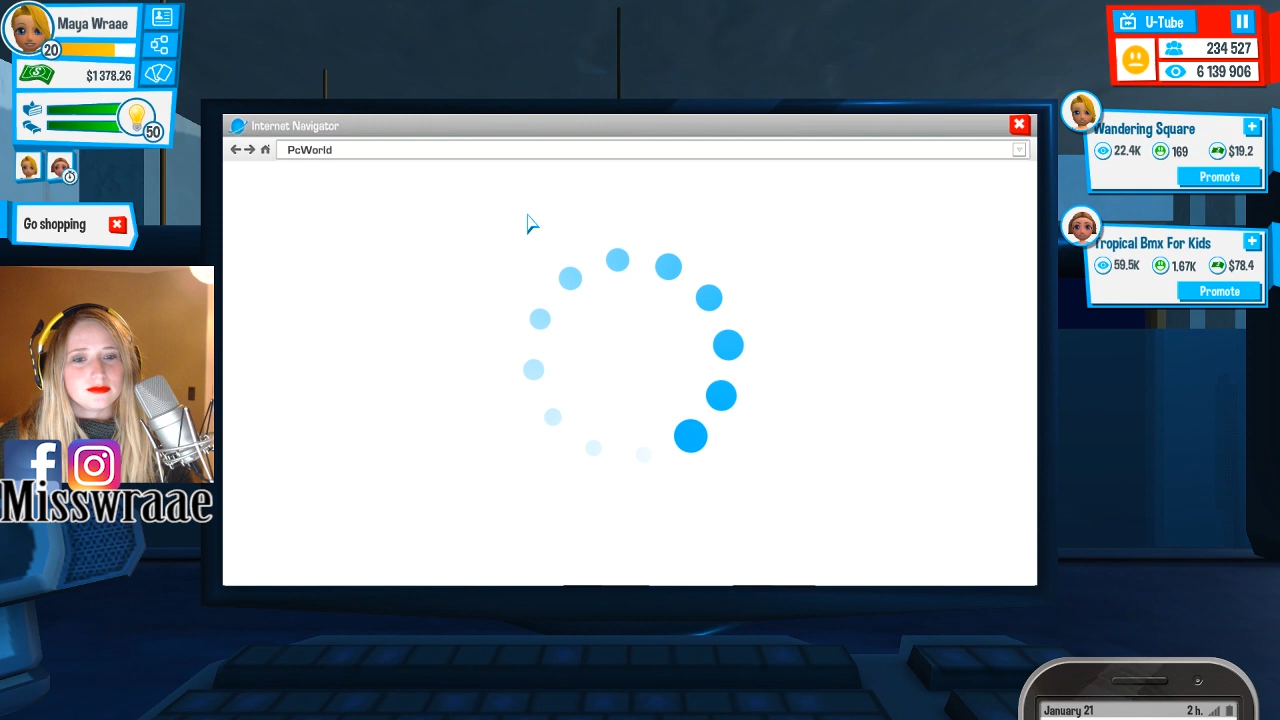 Maya Wraae
20
$1378.26
50
Go shopping
Misswraae
Internet Navigator
PcWorld
U-Tube
234 527
6 139 906
Wandering Square
22.4K 169 $19.2
Promote
Tropical Bmx For Kids
59.5K 1.67K $78.4
Promote
January 21 2 h.